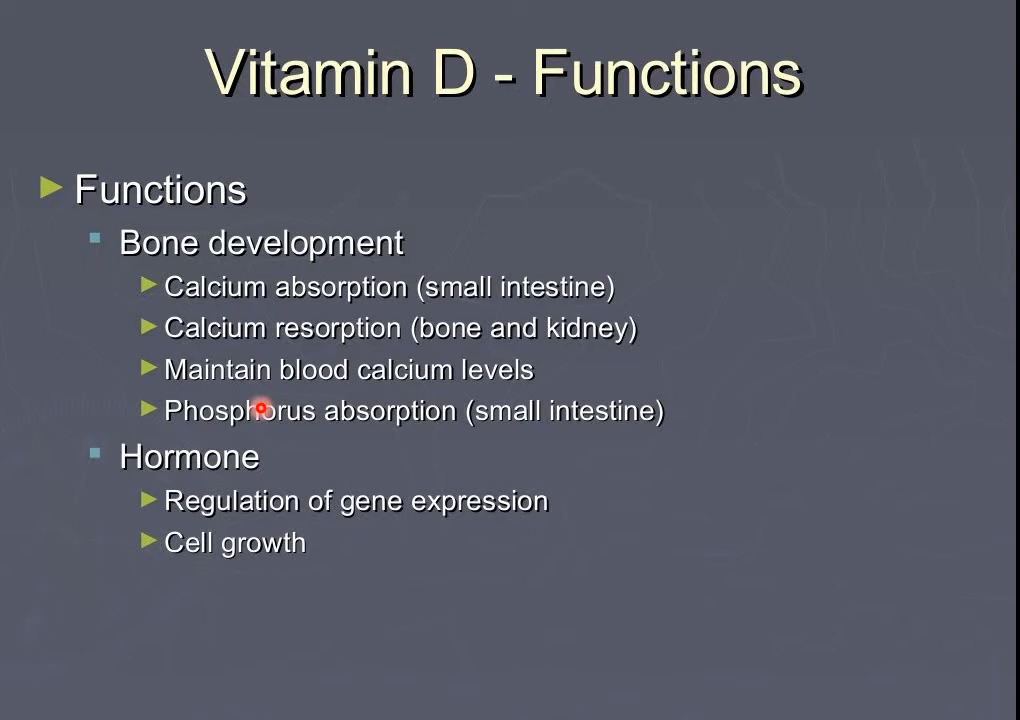 Vitamin D - Functions
Functions
Bone development
Calcium absorption (small intestine)
Calcium resorption (bone and kidney)
Maintain blood calcium levels
Phosphorus absorption (small intestine)
Hormone
Regulation of gene expression
Cell growth